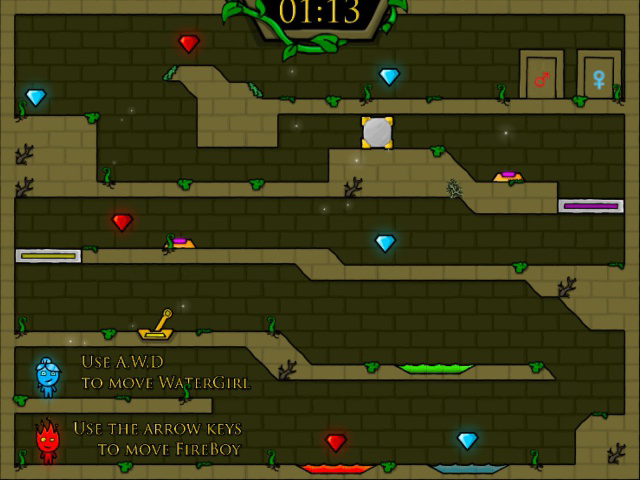 01:13
Use A,W,D
to move WaterGirl
Use the arrow keys
to move FireBoy